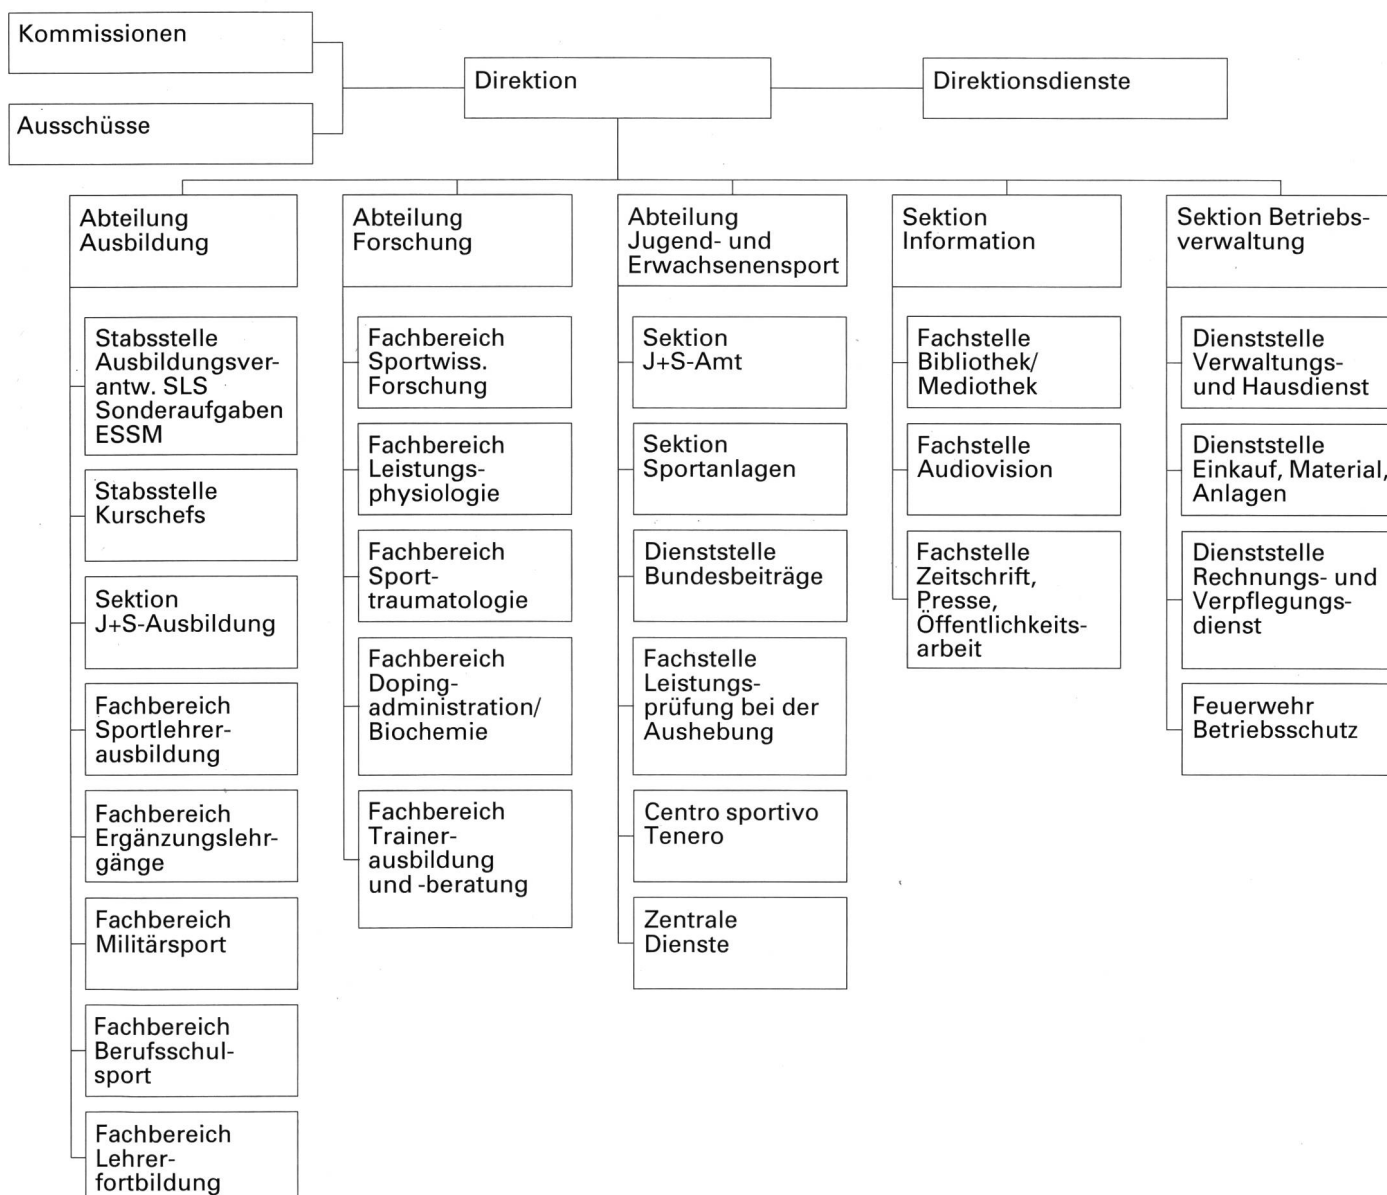 Kommissionen
Ausschüsse
Direktion
Direktionsdienste
Abteilung
Ausbildung
Stabsstelle
Ausbildungsver-
antw. SLS
Sonderaufgaben
ESSM
Stabsstelle
Kurschefs
Sektion
J+S-Ausbildung
Fachbereich
Sportlehrer-
ausbildung
Fachbereich
Ergänzungslehr-
gänge
Fachbereich
Militärsport
Fachbereich
Berufsschul-
sport
Fachbereich
Lehrer-
fortbildung
Abteilung
Forschung
Fachbereich
Sportwiss.
Forschung
Fachbereich
Leistungs-
physiologie
Fachbereich
Sport-
traumatologie
Fachbereich
Doping-
administration/
Biochemie
Fachbereich
Trainer-
ausbildung
und -beratung
Abteilung
Jugend- und
Erwachsenensport
Sektion
J+S-Amt
Sektion
Sportanlagen
Dienststelle
Bundesbeiträge
Fachstelle
Leistungs-
prüfung bei der
Aushebung
Centro sportivo
Tenero
Zentrale
Dienste
Sektion
Information
Fachstelle
Bibliothek/
Mediothek
Fachstelle
Audiovision
Fachstelle
Zeitschrift,
Presse,
Öffentlichkeits-
arbeit
Sektion Betriebs-
verwaltung
Dienststelle
Verwaltungs-
und Hausdienst
Dienststelle
Einkauf, Material,
Anlagen
Dienststelle
Rechnungs- und
Verpflegungs-
dienst
Feuerwehr
Betriebsschutz